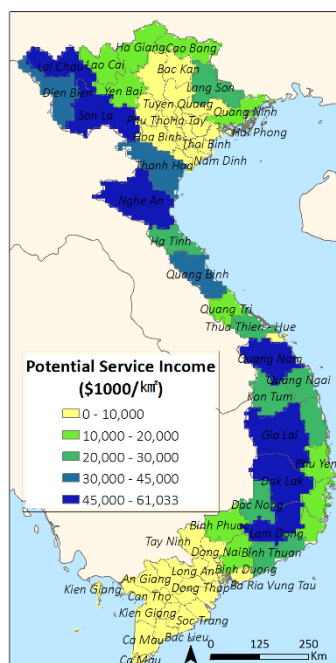 Ha Giang
Cao Bang
Lai Chau
Lao Cai
Bac Kan
Dien Bien
Yen Bai
Lang Son
Tuyen Quang
Son La
Quang Ninh
Phu Tho
Ha Tay
Hai Phong
Hoa Binh
Thai Binh
Thanh Hoa
Nam Dinh
Nghe An
Ha Tinh
Quang Binh
Quang Tri
Thua Thien - Hue
Potential Service Income
($1000/㎢)
0 - 10,000
10,000 - 20,000
20,000 - 30,000
30,000 - 45,000
45,000 - 61,033
Quang Nam
Quang Ngai
Kon Tum
Gia Lai
Phu Yen
Dak Lak
Dac Nong
Binh Phuoc
Lam Dong
Tay Ninh
Dong Nai
Binh Thuan
Long An
Binh Duong
An Giang
Kien Giang
Dong Thap
Ba Ria Vung Tau
Can Tho
Kien Giang
Soc Trang
Ca Mau
Bac Lieu
Ca Mau
0 125 250
Km